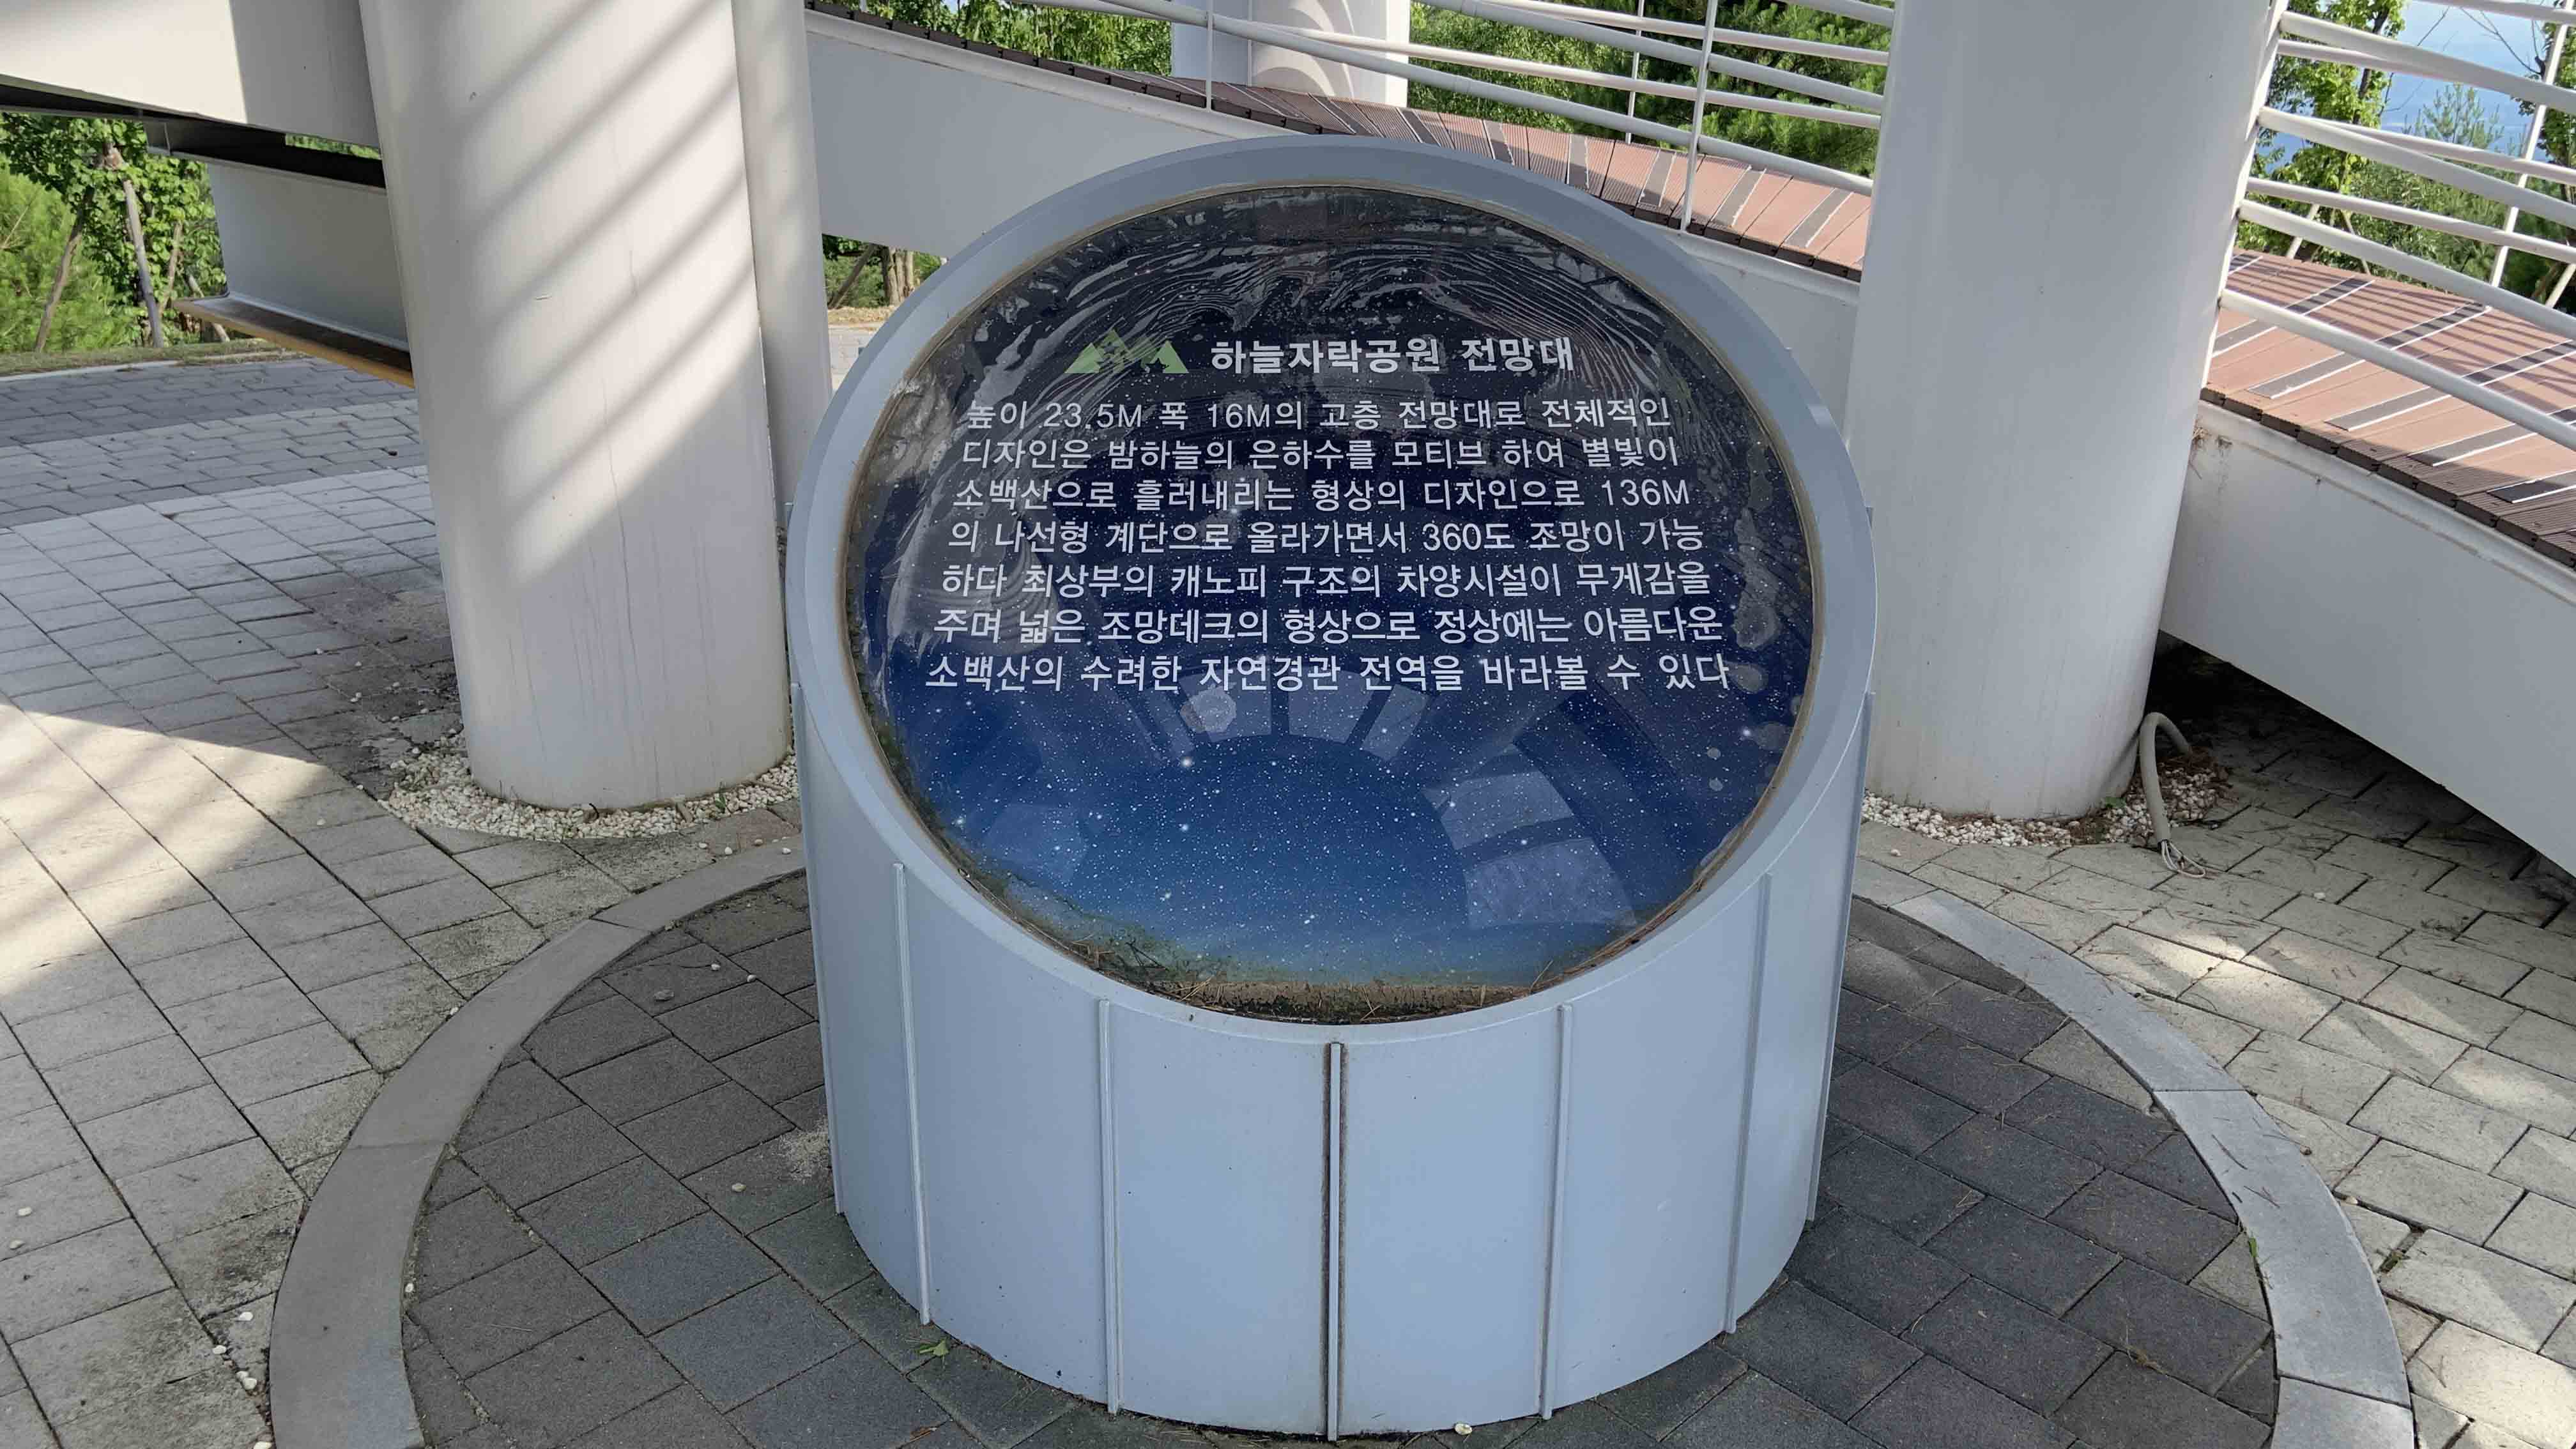 하늘자락공원 전망대
높이 23.5M 폭 16M의 고층 전망대로 전체적인
디자인은 밤하늘의 은하수를 모티브 하여 별빛이
소백산으로 흘러내리는 형상의 디자인으로 136M
의 나선형 계단으로 올라가면서 360도 조망이 가능
하다 최상부의 캐노피 구조의 차양시설이 무게감을
주며 넓은 조망데크의 형상으로 정상에는 아름다운
소백산의 수려한 자연경관 전역을 바라볼 수 있다